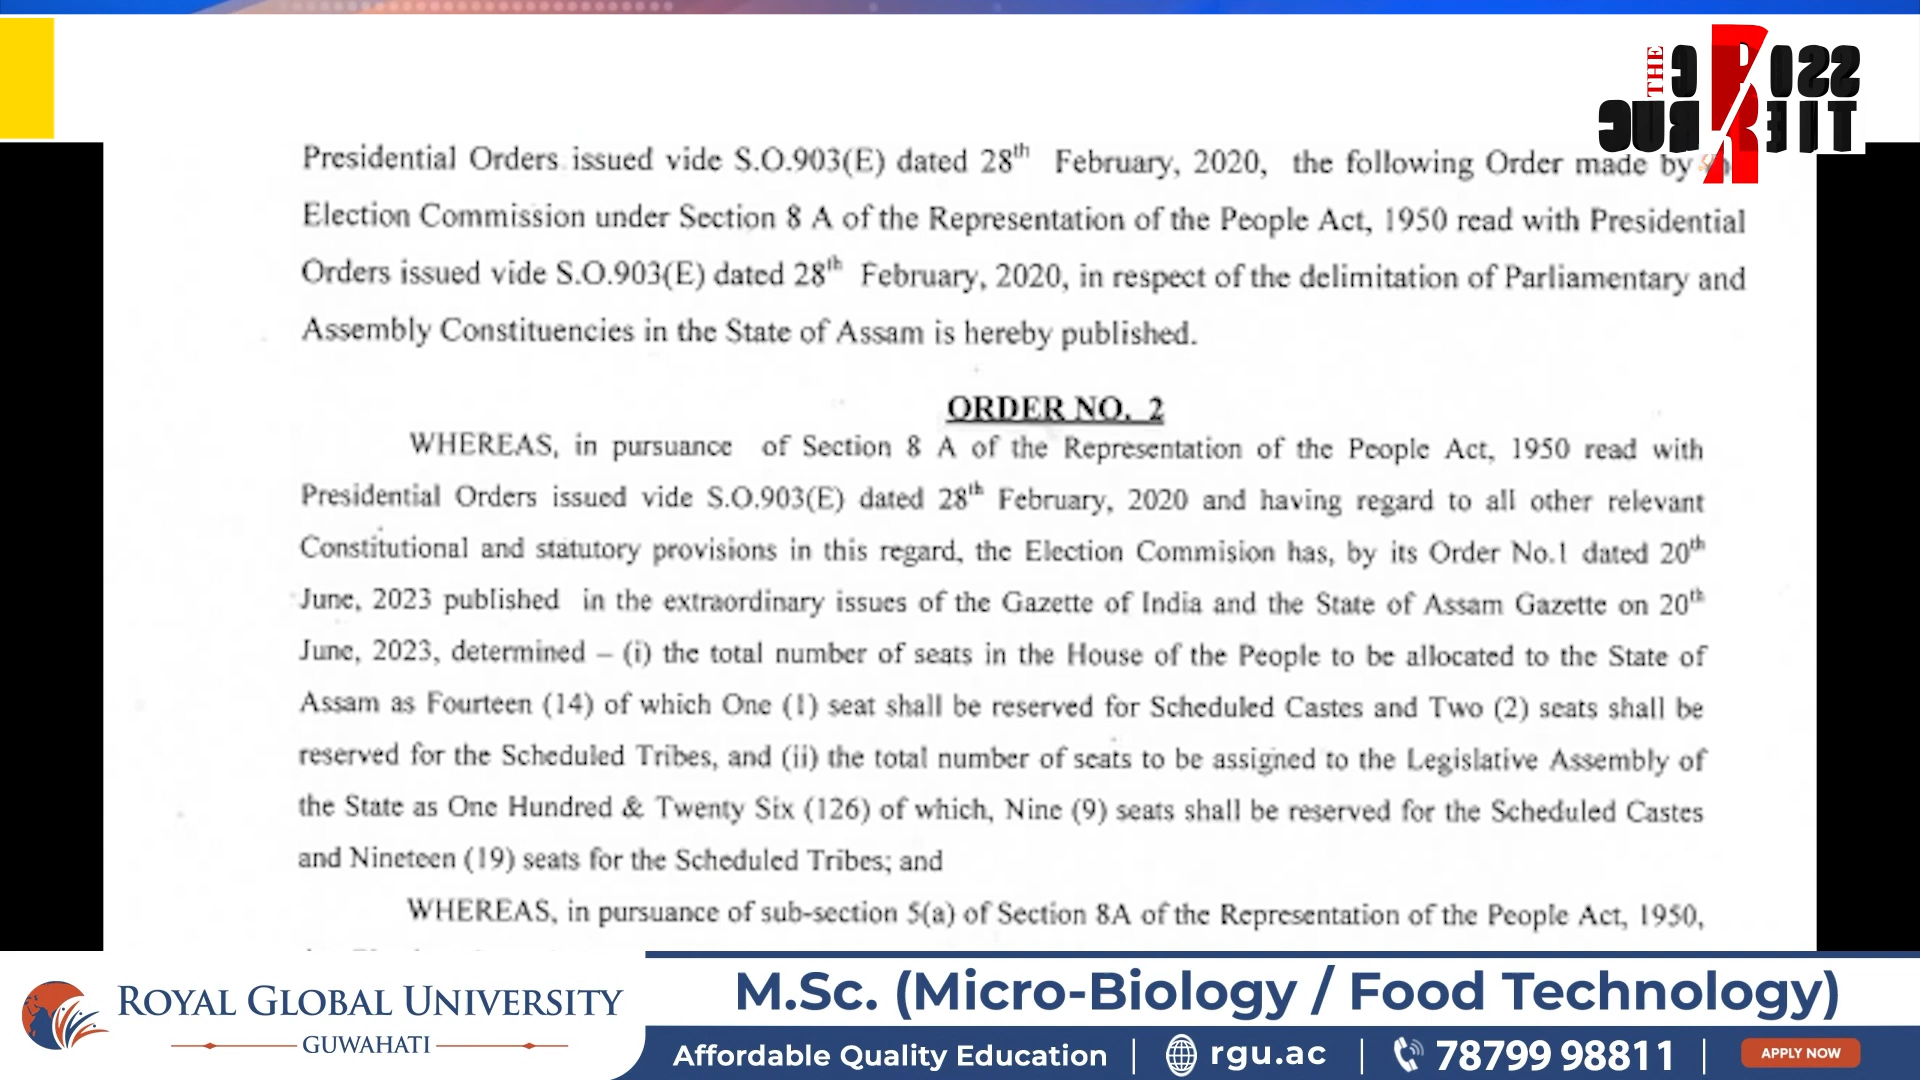 THE CROSS CURRENT
Presidential Orders issued vide S.O.903(E) dated 28th February, 2020, the following Order made by
Election Commission under Section 8 A of the Representation of the People Act, 1950 read with Presidential
Orders issued vide S.O.903(E) dated 28th February, 2020, in respect of the delimitation of Parliamentary and
Assembly Constituencies in the State of Assam is hereby published.
ORDER NO. 2
WHEREAS, in pursuance of Section 8 A of the Representation of the People Act, 1950 read with
Presidential Orders issued vide S.O.903(E) dated 28th February, 2020 and having regard to all other relevant
Constitutional and statutory provisions in this regard, the Election Commision has, by its Order No.1 dated 20th
June, 2023 published in the extraordinary issues of the Gazette of India and the State of Assam Gazette on 20th
June, 2023, determined – (i) the total number of seats in the House of the People to be allocated to the State of
Assam as Fourteen (14) of which One (1) seat shall be reserved for Scheduled Castes and Two (2) seats shall be
reserved for the Scheduled Tribes, and (ii) the total number of seats to be assigned to the Legislative Assembly of
the State as One Hundred & Twenty Six (126) of which, Nine (9) seats shall be reserved for the Scheduled Castes
and Nineteen (19) seats for the Scheduled Tribes; and
WHEREAS, in pursuance of sub-section 5(a) of Section 8A of the Representation of the People Act, 1950,
ROYAL GLOBAL UNIVERSITY
GUWAHATI
M.Sc. (Micro-Biology / Food Technology)
Affordable Quality Education | rgu.ac | 78799 98811 | APPLY NOW